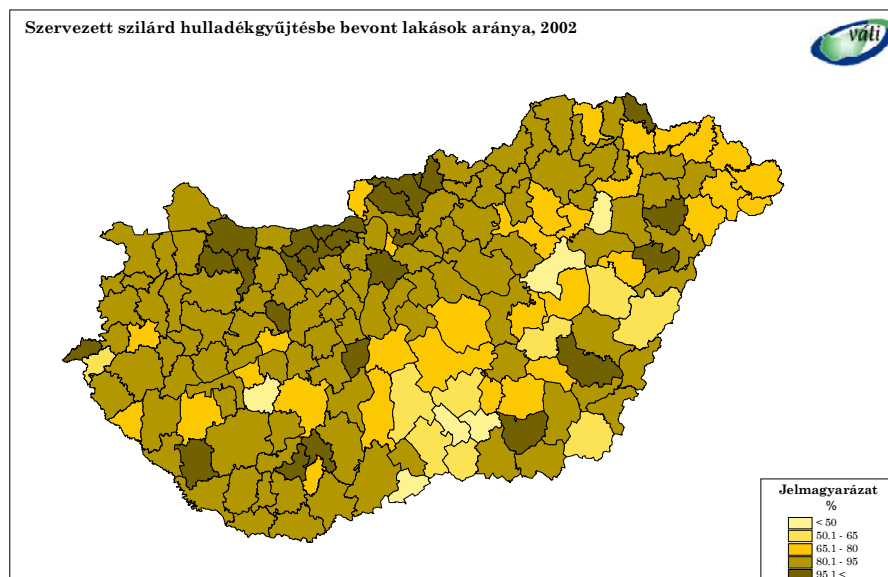 Szervezett szilárd hulladékgyűjtésbe bevont lakások aránya, 2002
váti
Jelmagyarázat
%
< 50
50.1 - 65
65.1 - 80
80.1 - 95
95.1 <